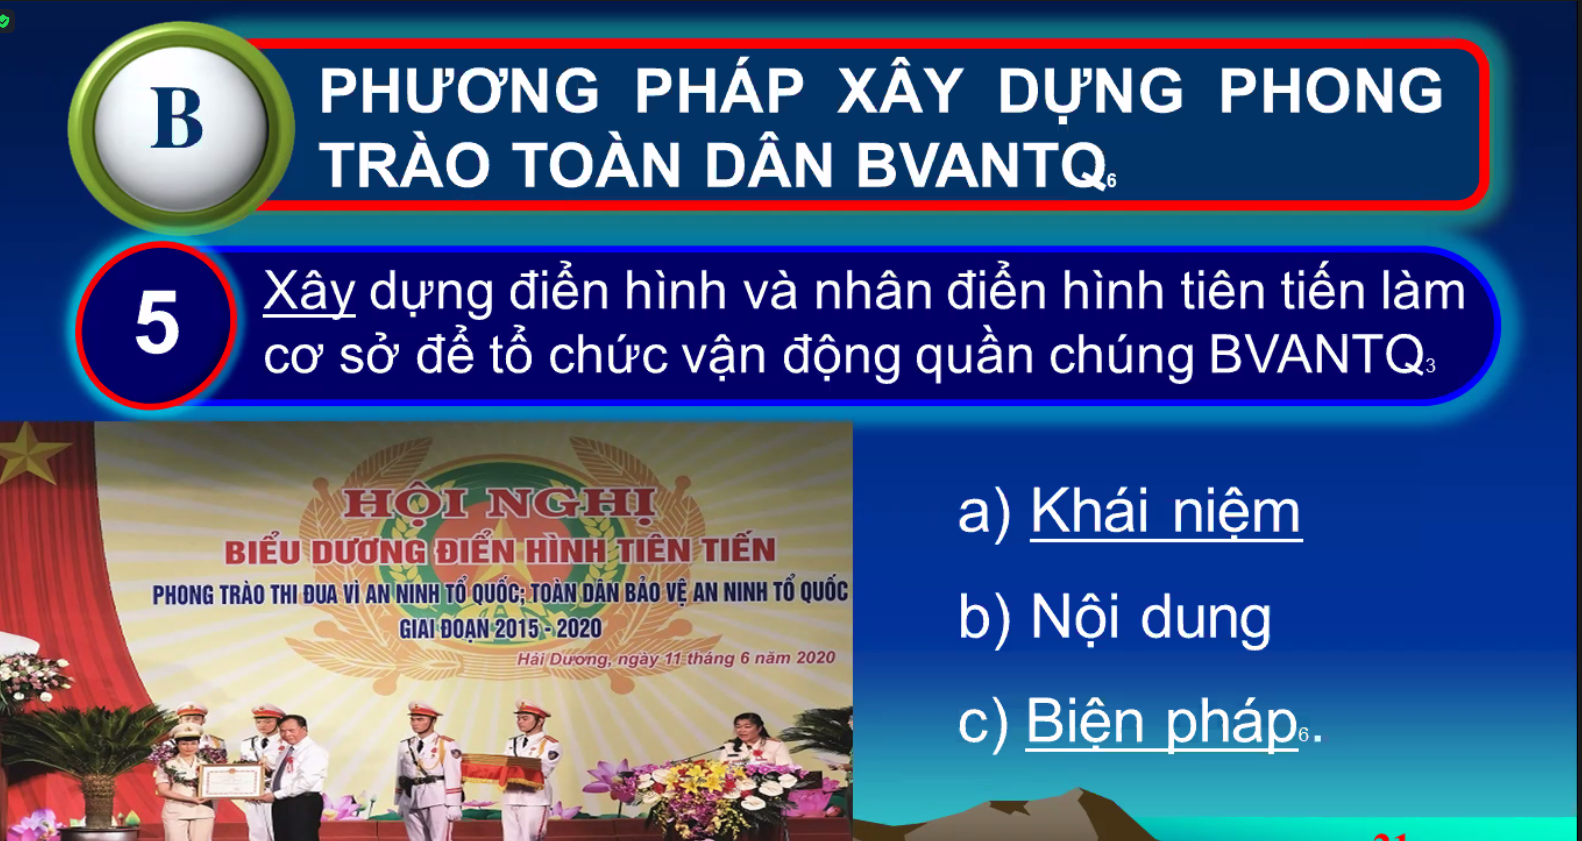 B
PHƯƠNG PHÁP XÂY DỰNG PHONG
TRÀO TOÀN DÂN BVANTQ6
5
Xây dựng điển hình và nhân điển hình tiên tiến làm
cơ sở để tổ chức vận động quần chúng BVANTQ3
HỘI NGHỊ
BIỂU DƯƠNG ĐIỂN HÌNH TIÊN TIẾN
PHONG TRÀO THI ĐUA VÌ AN NINH TỔ QUỐC; TOÀN DÂN BẢO VỆ AN NINH TỔ QUỐC
GIAI ĐOẠN 2015 - 2020
Hải Dương, ngày 11 tháng 6 năm 2020
a) Khái niệm
b) Nội dung
c) Biện pháp6.